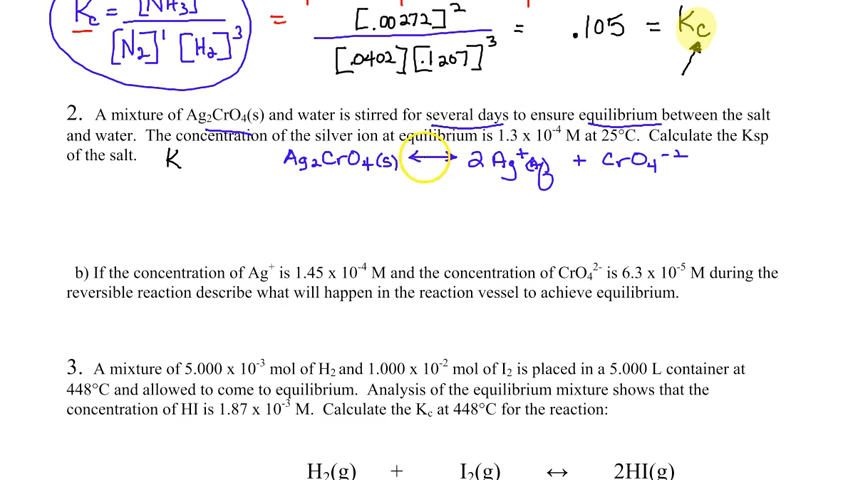 Kc = [NH3] / [N2]^1 [H2]^3 = [.00272]^2 / [.0402][.1207]^3 = .105 = Kc
2. A mixture of Ag2CrO4(s) and water is stirred for several days to ensure equilibrium between the salt
and water. The concentration of the silver ion at equilibrium is 1.3 x 10^-4 M at 25°C. Calculate the Ksp
of the salt. K Ag2CrO4(s) ⟷ 2 Ag+(aq) + CrO4^-2
b) If the concentration of Ag+ is 1.45 x 10^-4 M and the concentration of CrO4^2- is 6.3 x 10^-5 M during the
reversible reaction describe what will happen in the reaction vessel to achieve equilibrium.
3. A mixture of 5.000 x 10^-3 mol of H2 and 1.000 x 10^-2 mol of I2 is placed in a 5.000 L container at
448°C and allowed to come to equilibrium. Analysis of the equilibrium mixture shows that the
concentration of HI is 1.87 x 10^-3 M. Calculate the Kc at 448°C for the reaction:
H2(g) + I2(g) ↔ 2HI(g)